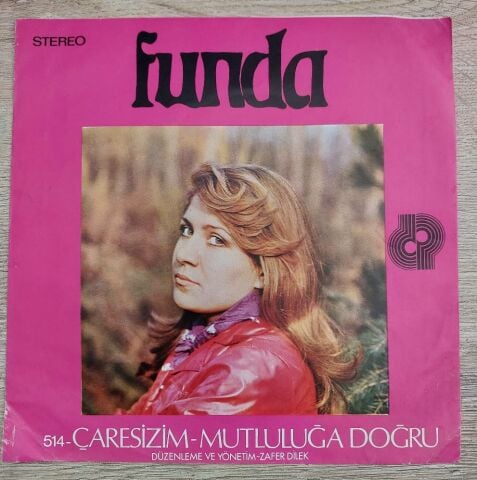 STEREO
funda
514-ÇARESİZİM-MUTLULUĞA DOĞRU
DÜZENLEME VE YÖNETİM-ZAFER DİLEK